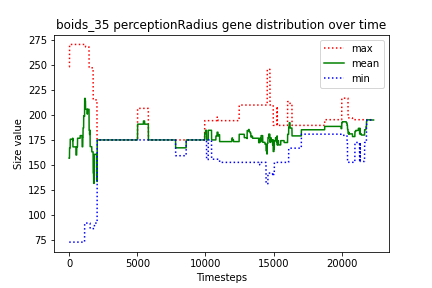 boids_35 perceptionRadius gene distribution over time
max
mean
min
Size value
275
250
225
200
175
150
125
100
75
0
5000
10000
15000
20000
Timesteps